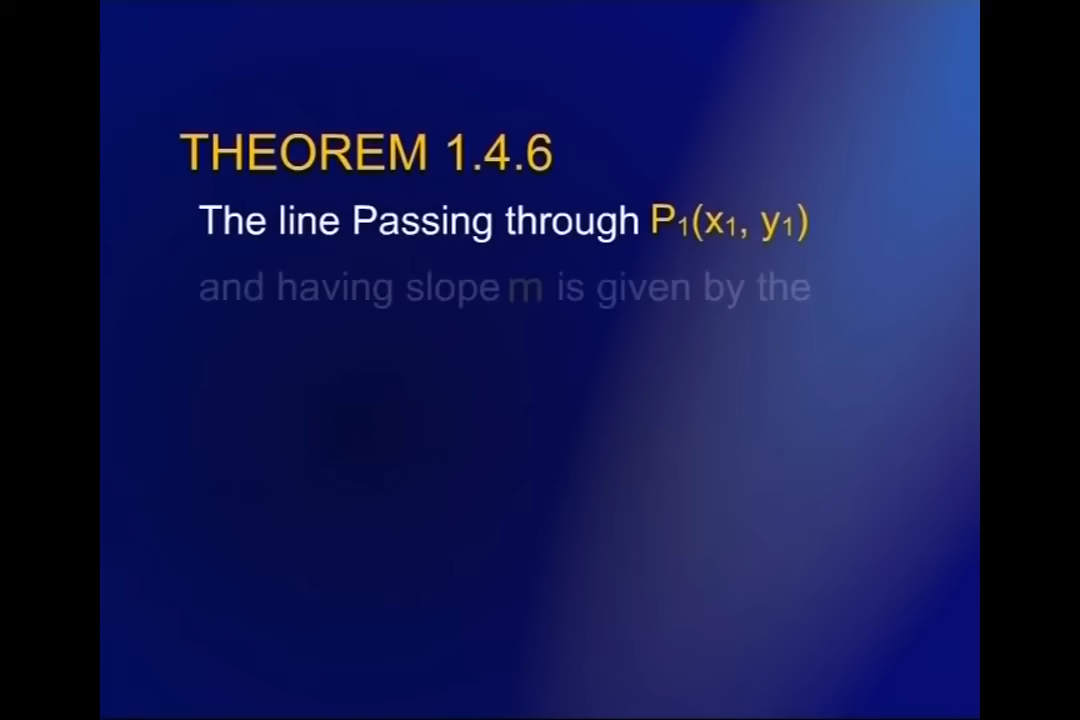 THEOREM 1.4.6
The line Passing through P₁(x₁, y₁)
and having slope m is given by the